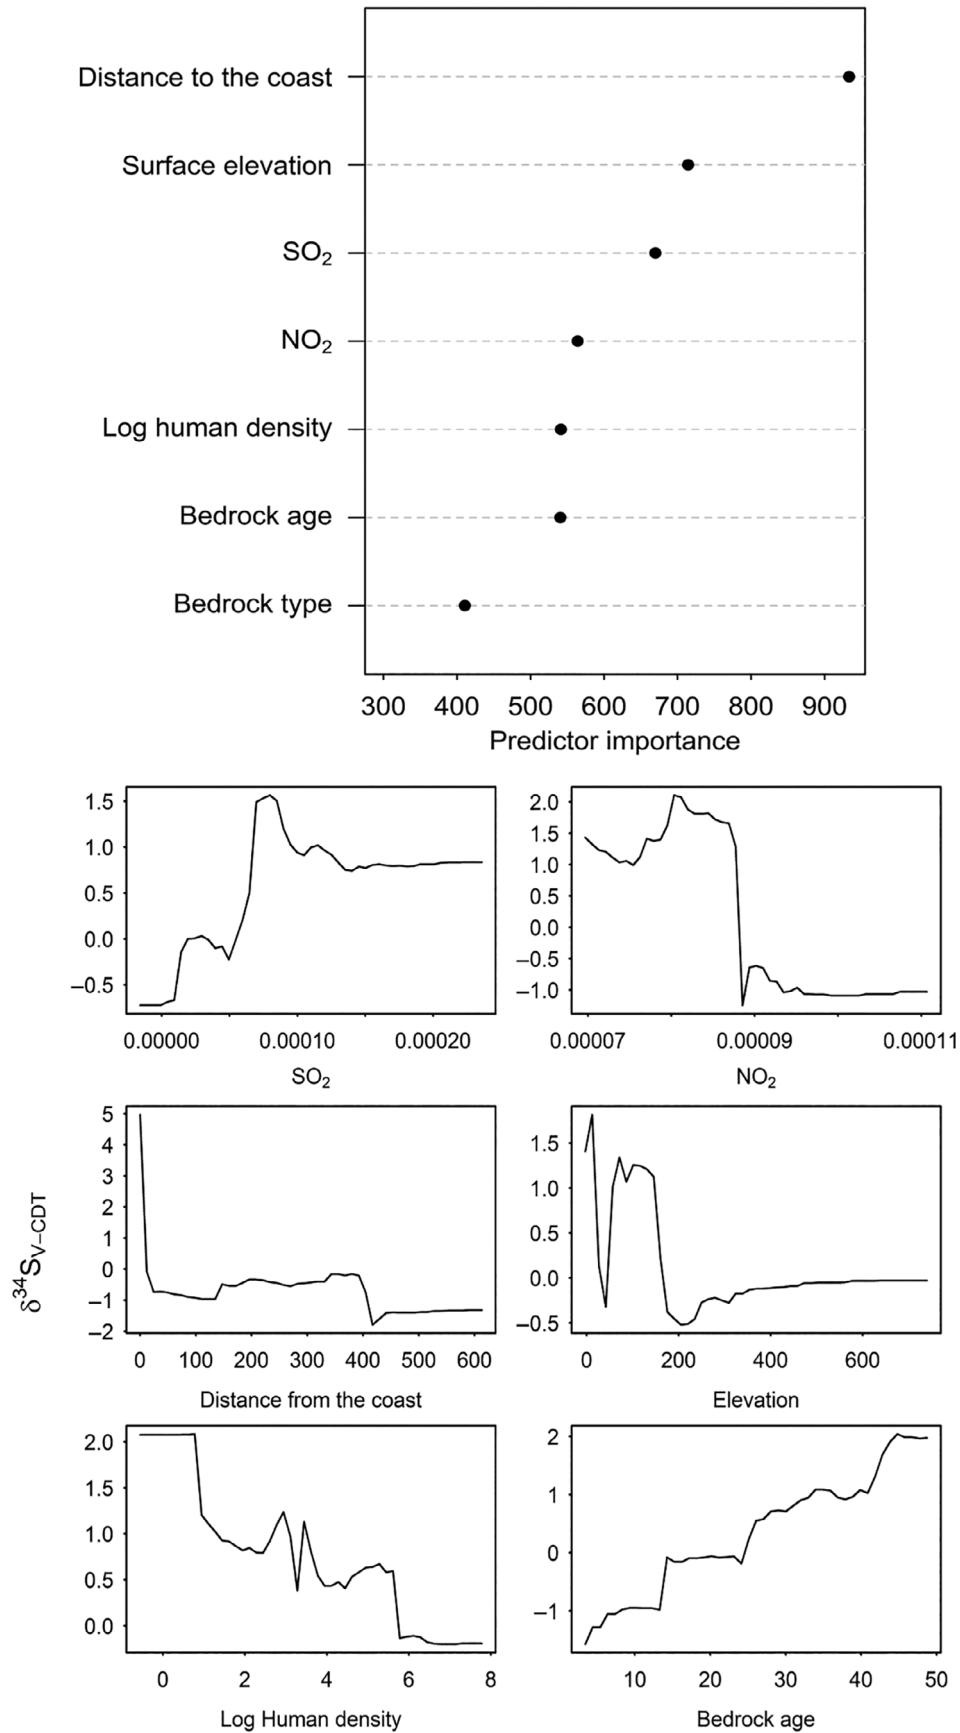 Distance to the coast
Surface elevation
SO₂
NO₂
Log human density
Bedrock age
Bedrock type
300 400 500 600 700 800 900
Predictor importance
1.5
1.0
0.5
0.0
−0.5
0.00000 0.00010 0.00020
SO₂
2.0
1.5
1.0
0.5
0.0
−0.5
−1.0
0.00007 0.00009 0.00011
NO₂
δ³⁴S_V−CDT
5
4
3
2
1
0
−1
−2
0 100 200 300 400 500 600
Distance from the coast
1.5
1.0
0.5
0.0
−0.5
0 200 400 600
Elevation
2.0
1.5
1.0
0.5
0.0
0 2 4 6 8
Log Human density
2
1
0
−1
10 20 30 40 50
Bedrock age